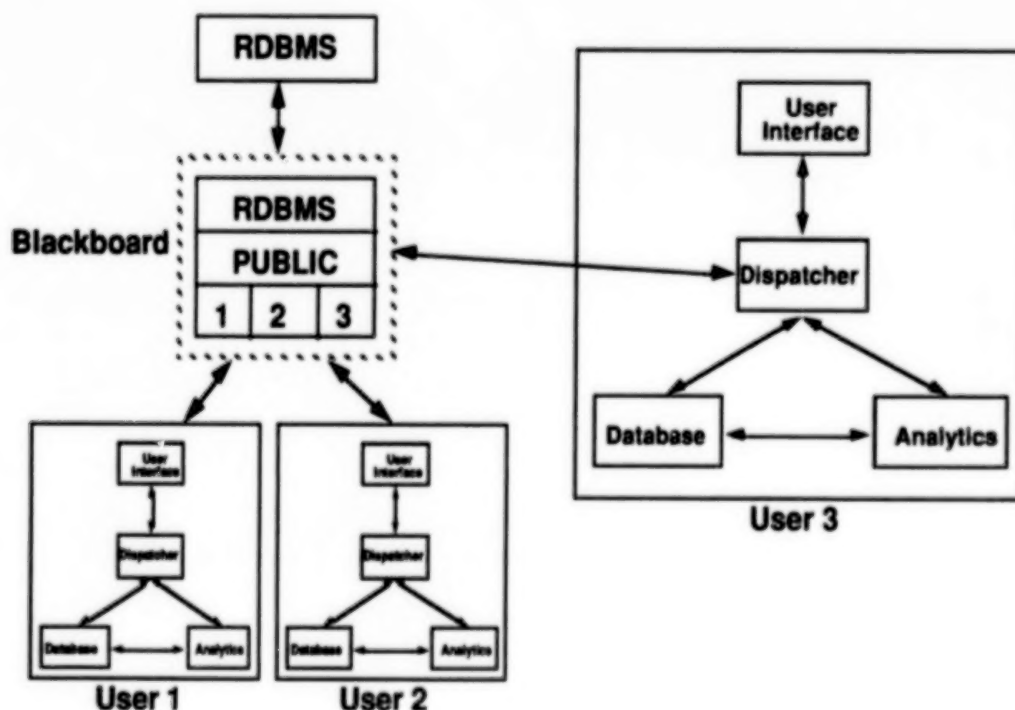 RDBMS
Blackboard
RDBMS
PUBLIC
1 2 3
User
Interface
Dispatcher
Database
Analytics
User 3
User
Interface
Dispatcher
Database
Analytics
User 1
User
Interface
Dispatcher
Database
Analytics
User 2